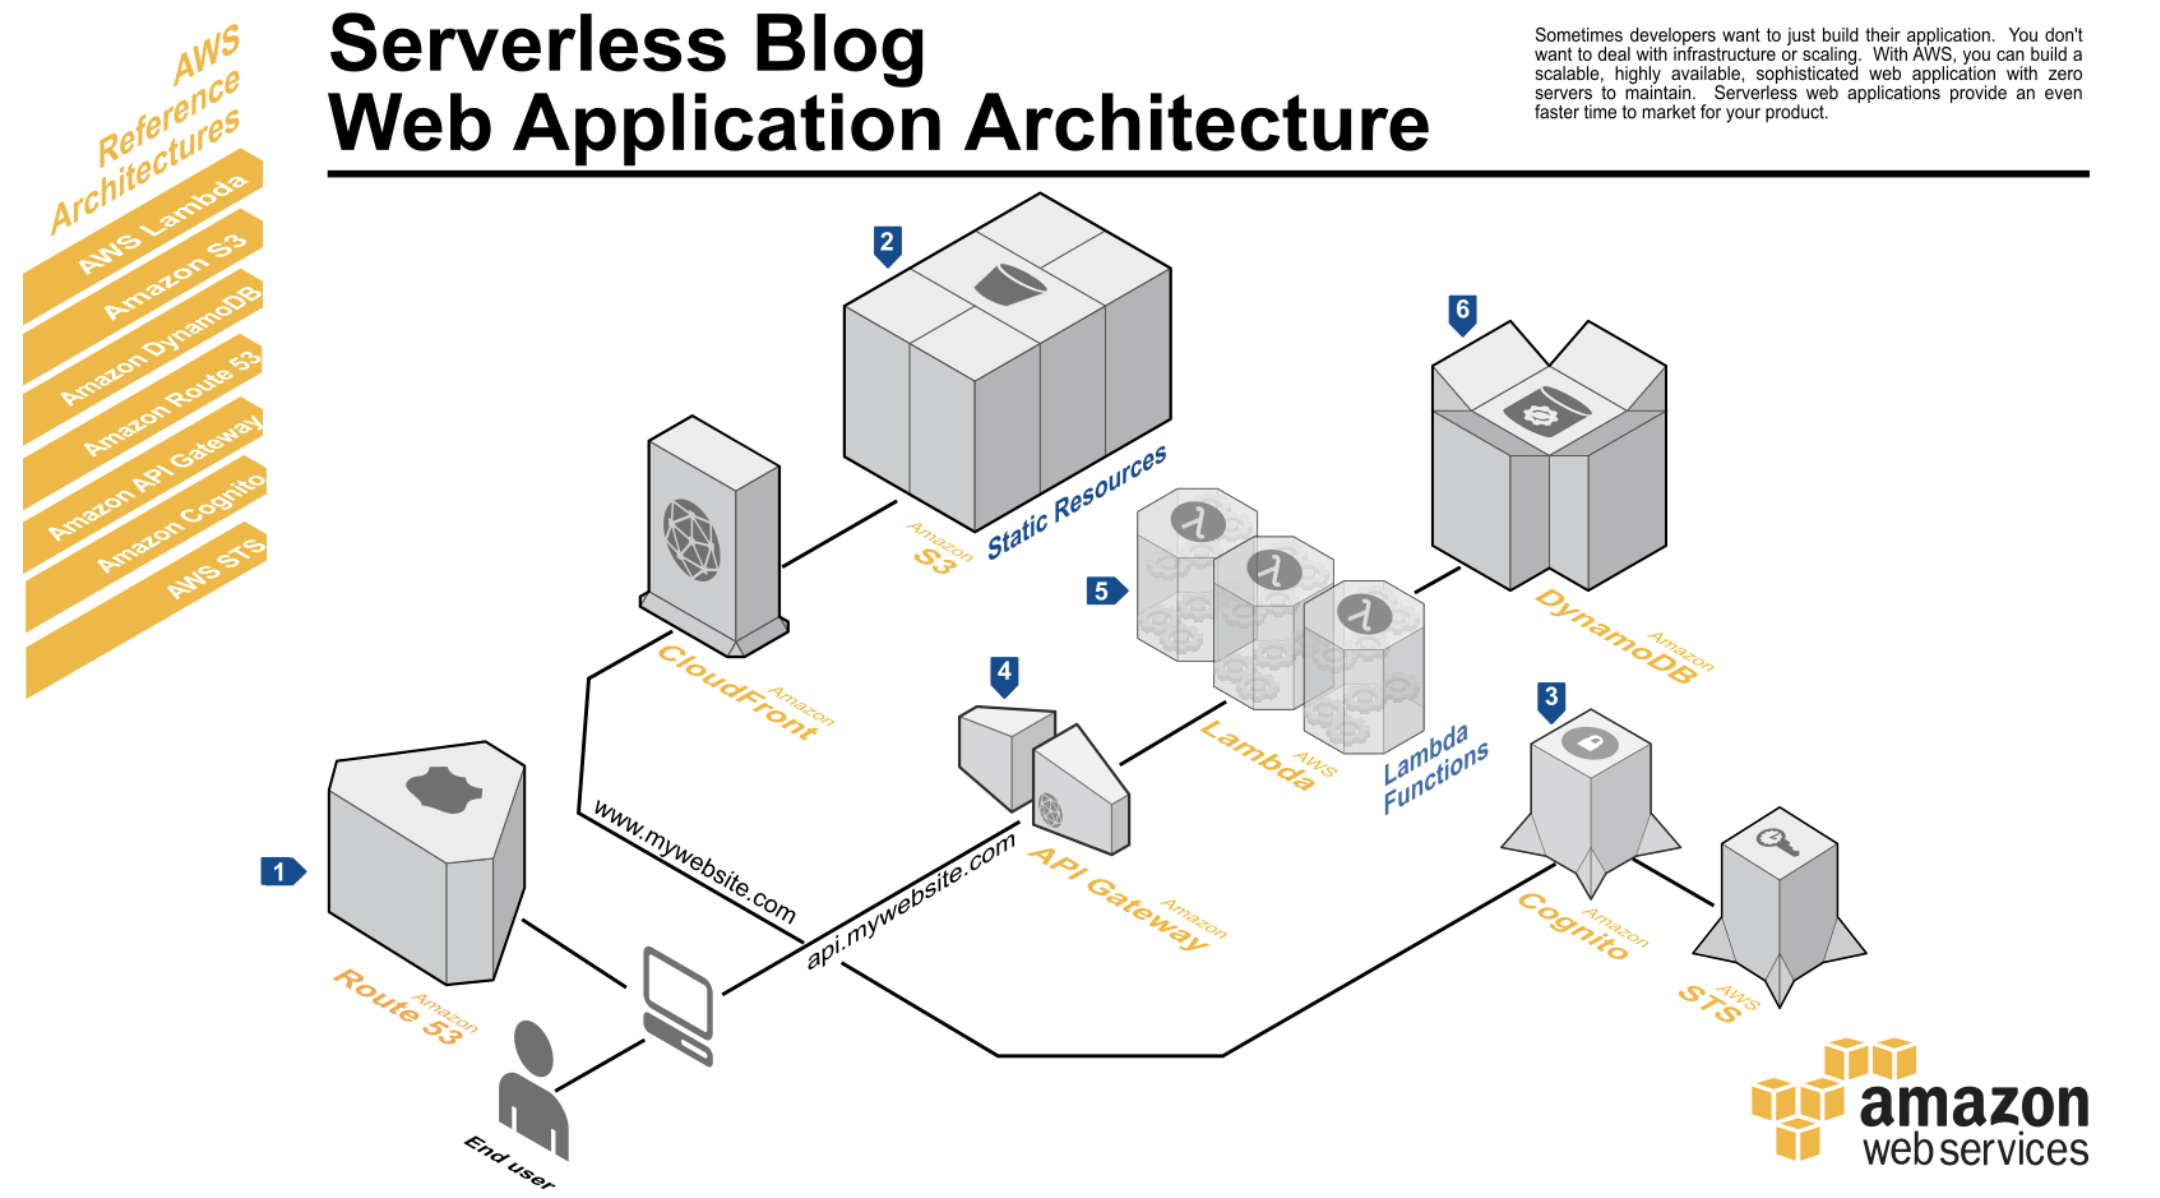 AWS
Reference
Architectures
AWS Lambda
Amazon S3
Amazon DynamoDB
Amazon Route 53
Amazon API Gateway
Amazon Cognito
AWS STS
Serverless Blog
Web Application Architecture
Sometimes developers want to just build their application. You don't
want to deal with infrastructure or scaling. With AWS, you can build a
scalable, highly available, sophisticated web application with zero
servers to maintain. Serverless web applications provide an even
faster time to market for your product.
2
Amazon
S3
Static Resources
6
Amazon
DynamoDB
5
AWS
Lambda
Lambda
Functions
Amazon
CloudFront
4
Amazon
API Gateway
3
Amazon
Cognito
AWS
STS
1
Amazon
Route 53
www.mywebsite.com
api.mywebsite.com
End user
amazon
web services